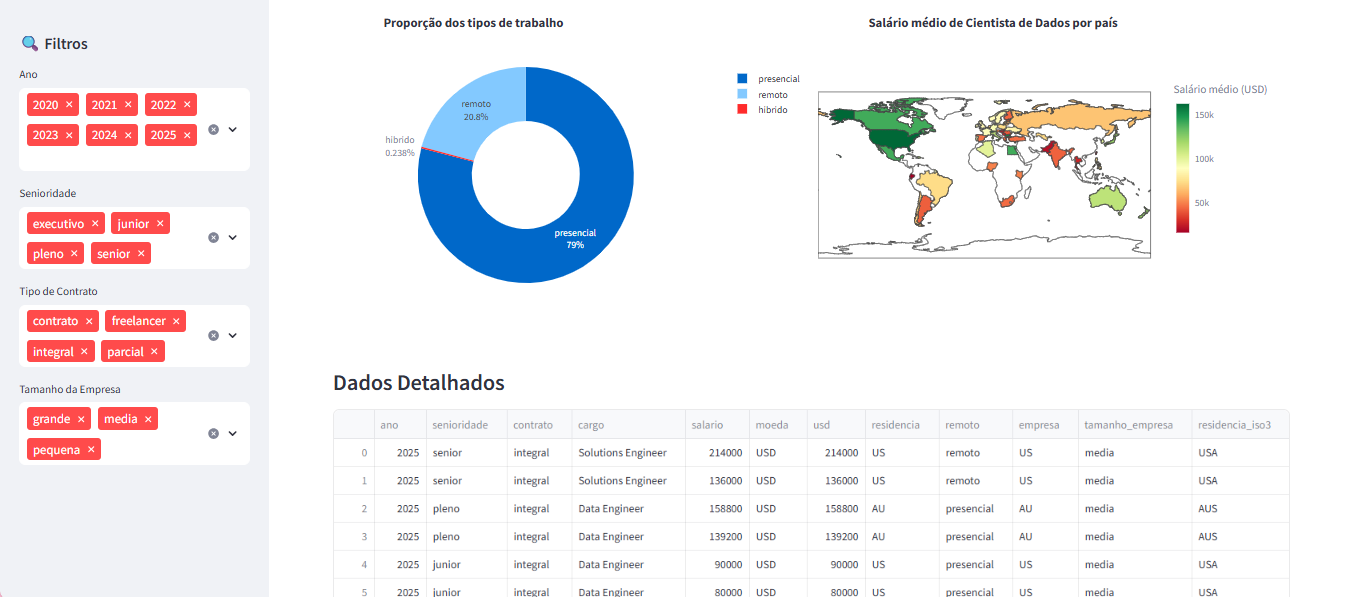 Filtros
Ano
2020 × 2021 × 2022 ×
2023 × 2024 × 2025 ×
Senioridade
executivo × junior ×
pleno × senior ×
Tipo de Contrato
contrato × freelancer ×
integral × parcial ×
Tamanho da Empresa
grande × media ×
pequena ×
Proporção dos tipos de trabalho
presencial
remoto
hibrido
remoto
20.8%
hibrido
0.238%
presencial
79%
Salário médio de Cientista de Dados por país
Salário médio (USD)
150k
100k
50k
Dados Detalhados
ano senioridade contrato cargo salario moeda usd residencia remoto empresa tamanho_empresa residencia_iso3
0 2025 senior integral Solutions Engineer 214000 USD 214000 US remoto US media USA
1 2025 senior integral Solutions Engineer 136000 USD 136000 US remoto US media USA
2 2025 pleno integral Data Engineer 158800 USD 158800 AU presencial AU media AUS
3 2025 pleno integral Data Engineer 139200 USD 139200 AU presencial AU media AUS
4 2025 junior integral Data Engineer 90000 USD 90000 US presencial US media USA
5 2025 junior integral Data Engineer 80000 USD 80000 US presencial US media USA